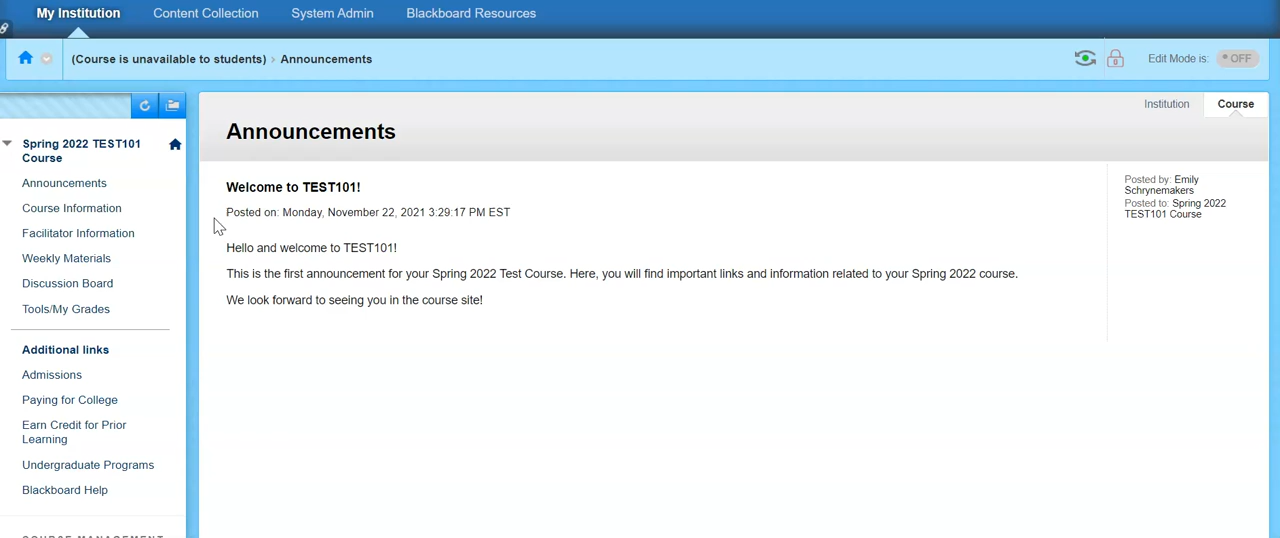 My Institution
Content Collection
System Admin
Blackboard Resources
(Course is unavailable to students) › Announcements
Edit Mode is:
OFF
Institution
Course
Announcements
Spring 2022 TEST101
Course
Announcements
Course Information
Facilitator Information
Weekly Materials
Discussion Board
Tools/My Grades
Additional links
Admissions
Paying for College
Earn Credit for Prior
Learning
Undergraduate Programs
Blackboard Help
COURSE MANAGEMENT
Welcome to TEST101!
Posted on: Monday, November 22, 2021 3:29:17 PM EST
Hello and welcome to TEST101!
This is the first announcement for your Spring 2022 Test Course. Here, you will find important links and information related to your Spring 2022 course.
We look forward to seeing you in the course site!
Posted by: Emily
Schrynemakers
Posted to: Spring 2022
TEST101 Course